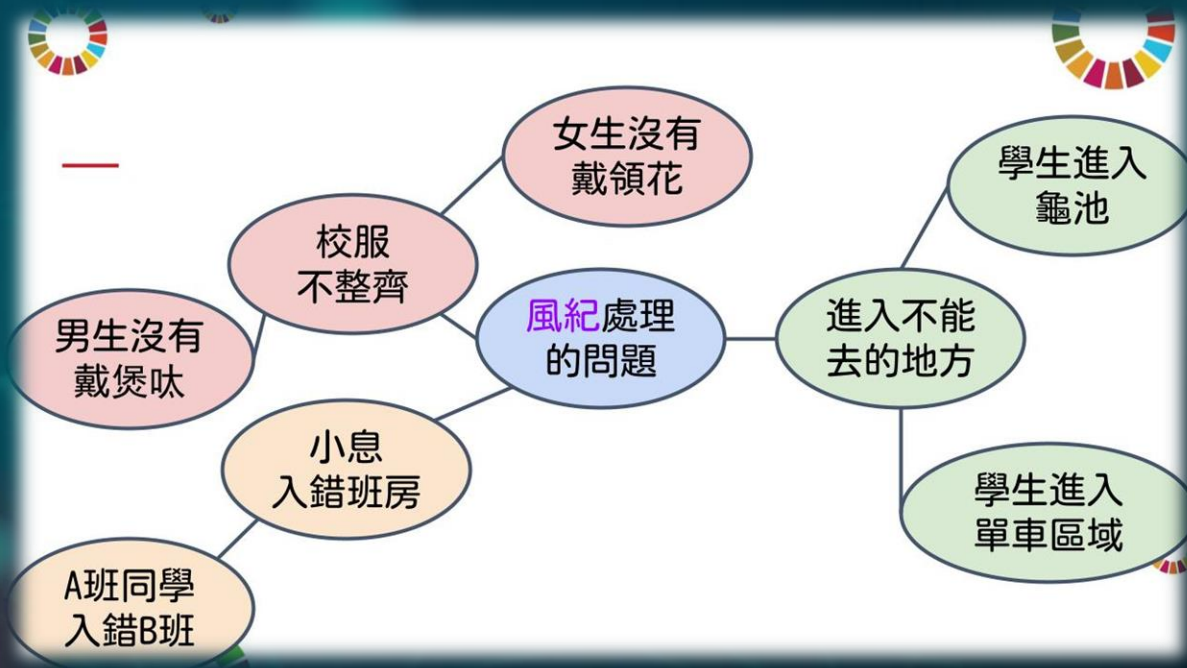 女生沒有
戴領花
學生進入
龜池
校服
不整齊
風紀處理
的問題
進入不能
去的地方
男生沒有
戴煲呔
小息
入錯班房
學生進入
單車區域
A班同學
入錯B班